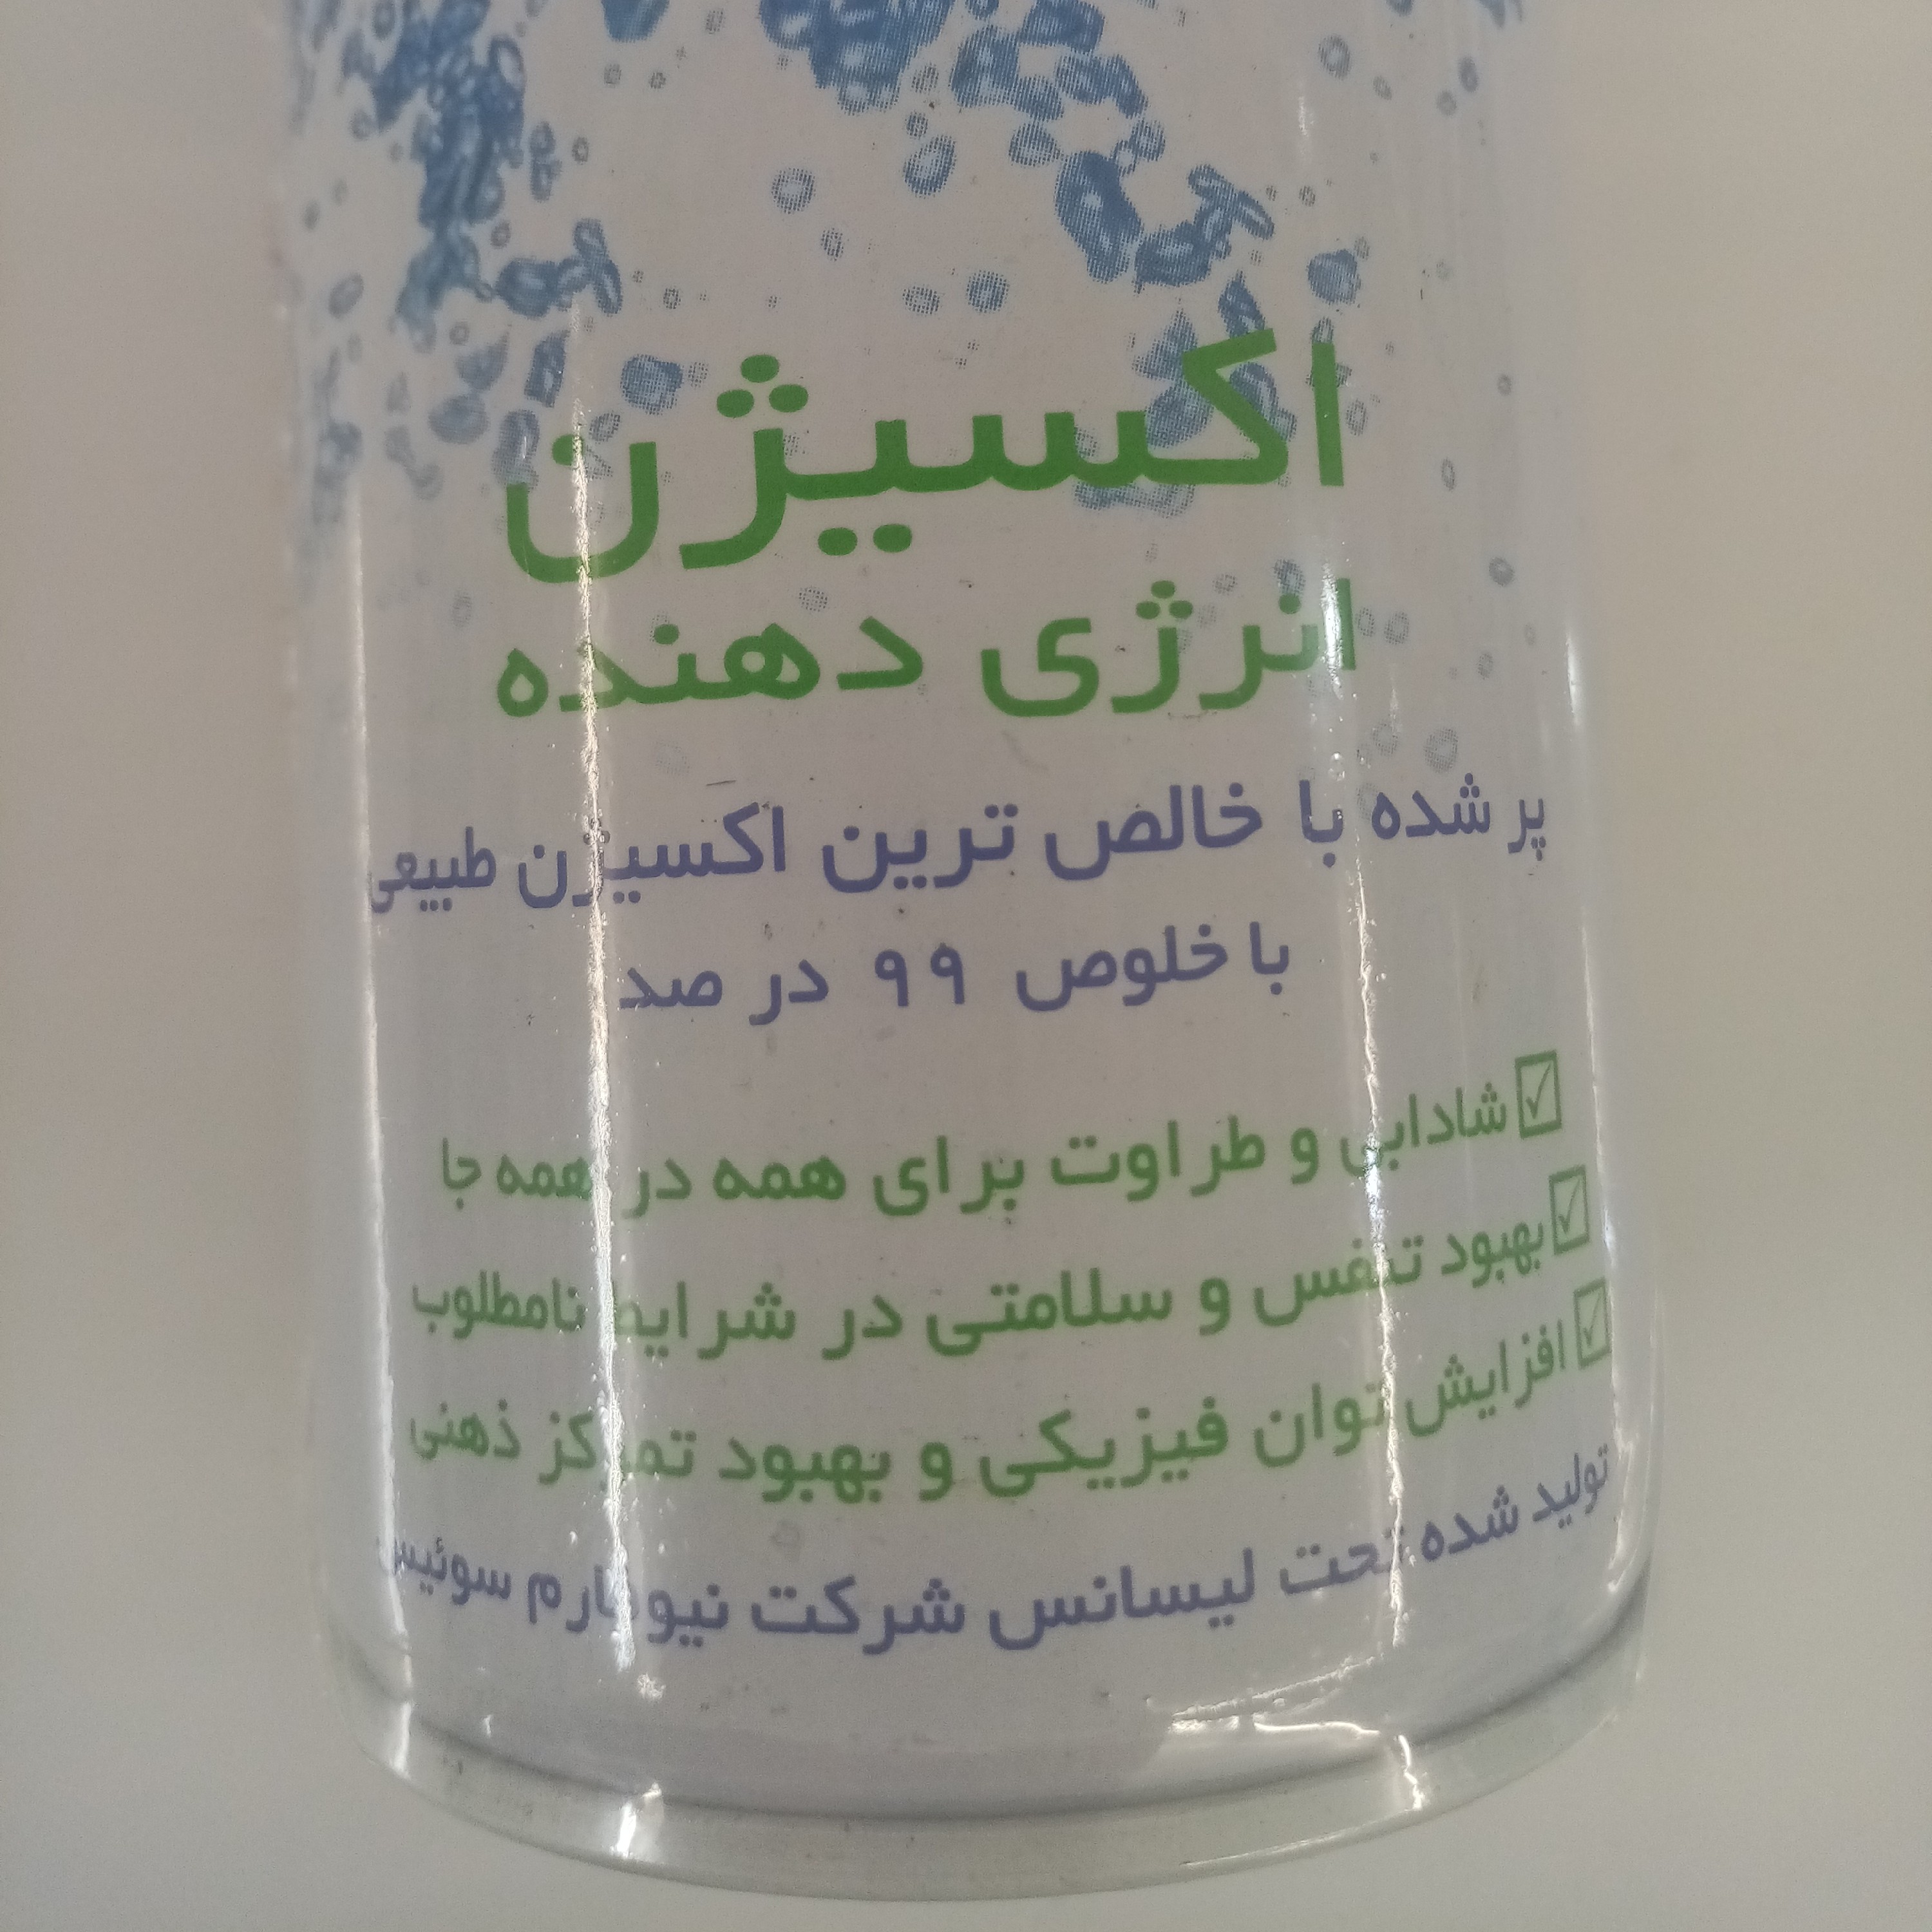 اکسیژن
انرژی دهنده
پر شده با خالص ترین اکسیژن طبیعی
با خلوص ۹۹ در صد
☑ شادابی و طراوت برای همه در همه جا
☑ بهبود تنفس و سلامتی در شرایط نامطلوب
☑ افزایش توان فیزیکی و بهبود تمرکز ذهنی
تولید شده تحت لیسانس شرکت سوئیس